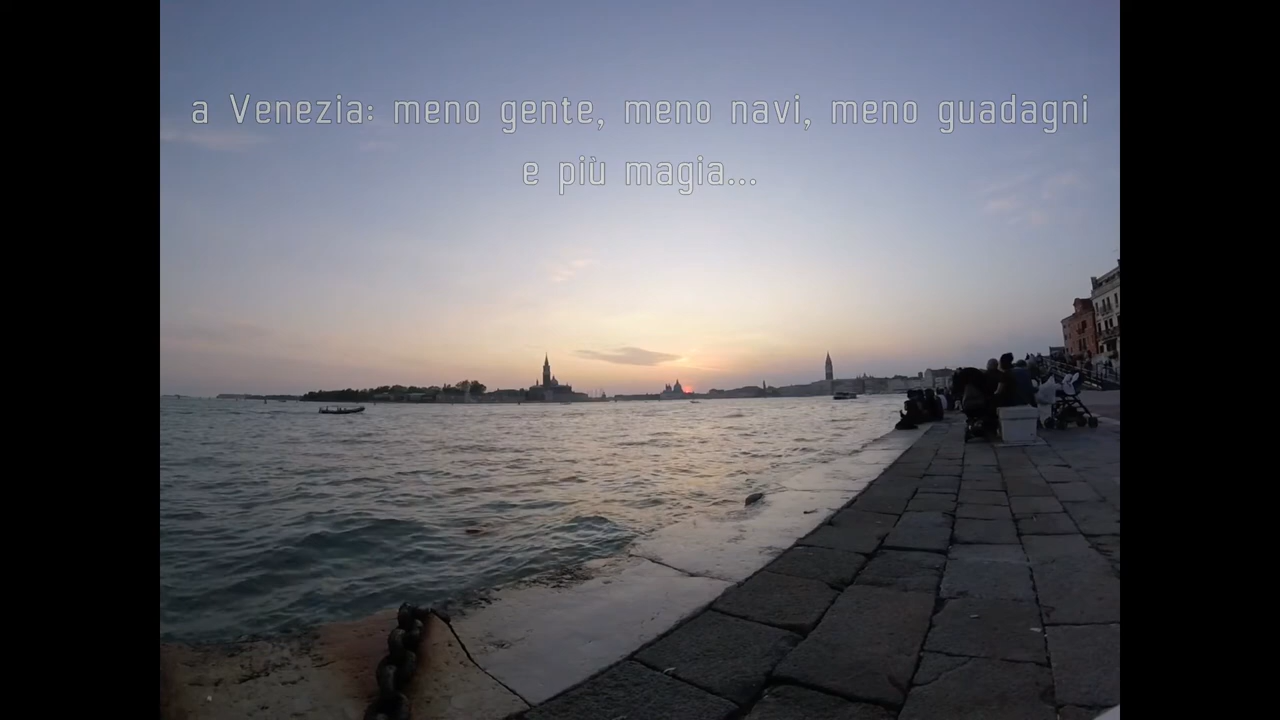 a Venezia: meno gente, meno navi, meno guadagni
e più magia...